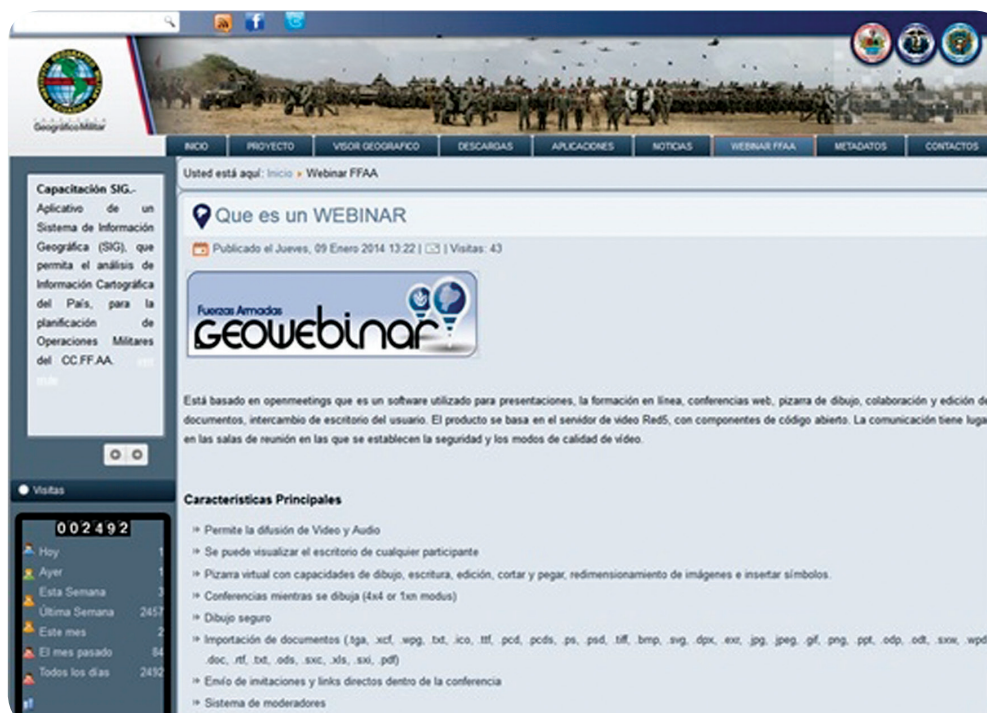 Geográfico Militar
INICIO
PROYECTO
VISOR GEOGRAFICO
DESCARGAS
APLICACIONES
NOTICIAS
WEBINAR FFAA
METADATOS
CONTACTOS
Usted está aquí: Inicio Webinar FFAA
Capacitación SIG.-
Aplicativo de un
Sistema de Información
Geográfica (SIG), que
permita el análisis de
Información Cartográfica
del País, para la
planificación de
Operaciones Militares
del CC.FF.AA. ver
más
Visitas
002492
Hoy 1
Ayer 1
Esta Semana 3
Última Semana 2457
Este mes 2
El mes pasado 84
Todos los días 2492
Que es un WEBINAR
Publicado el Jueves, 09 Enero 2014 13:22 | | Visitas: 43
Fuerzas Armadas
GEOWEbinar
Está basado en openmeetings que es un software utilizado para presentaciones, la formación en línea, conferencias web, pizarra de dibujo, colaboración y edición de
documentos, intercambio de escritorio del usuario. El producto se basa en el servidor de video Red5, con componentes de código abierto. La comunicación tiene luga
en las salas de reunión en las que se establecen la seguridad y los modos de calidad de vídeo.
Características Principales
Permite la difusión de Video y Audio
Se puede visualizar el escritorio de cualquier participante
Pizarra virtual con capacidades de dibujo, escritura, edición, cortar y pegar, redimensionamiento de imágenes e insertar símbolos.
Conferencias mientras se dibuja (4x4 or 1xn modus)
Dibujo seguro
Importación de documentos (.tga, .xcf, .wpg, .txt, .ico, .ttf, .pcd, .pcds, .ps, .psd, .tiff, .bmp, .svg, .dpx, .exr, .jpg, .jpeg, .gif, .png, .ppt, .odp, .odt, .sxw, .wpd
.doc, .rtf, .txt, .ods, .sxc, .xls, .sxi, .pdf)
Envío de invitaciones y links directos dentro de la conferencia
Sistema de moderadores